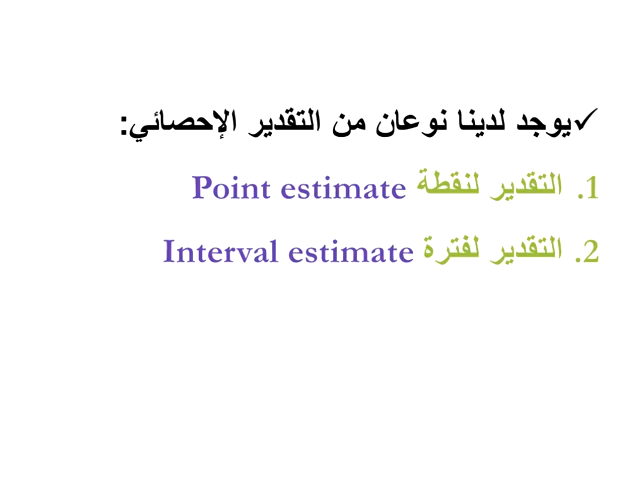 ✓يوجد لدينا نوعان من التقدير الإحصائي:
1. التقدير لنقطة Point estimate
2. التقدير لفترة Interval estimate